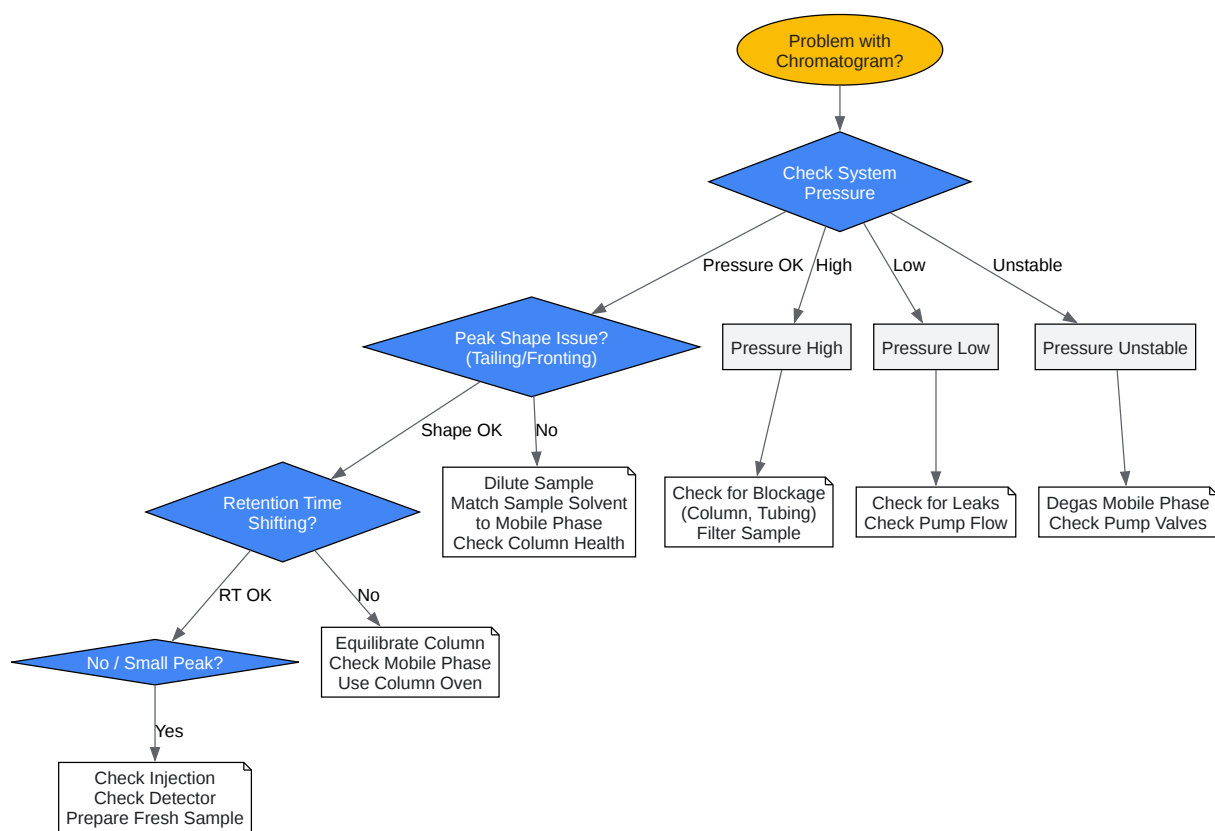 Problem with
Chromatogram?
Check System
Pressure
Pressure OK
High
Low
Unstable
Peak Shape Issue?
(Tailing/Fronting)
Pressure High
Pressure Low
Pressure Unstable
Shape OK
No
Retention Time
Shifting?
Dilute Sample
Match Sample Solvent
to Mobile Phase
Check Column Health
Check for Blockage
(Column, Tubing)
Filter Sample
Check for Leaks
Check Pump Flow
Degas Mobile Phase
Check Pump Valves
RT OK
No
No / Small Peak?
Equilibrate Column
Check Mobile Phase
Use Column Oven
Yes
Check Injection
Check Detector
Prepare Fresh Sample